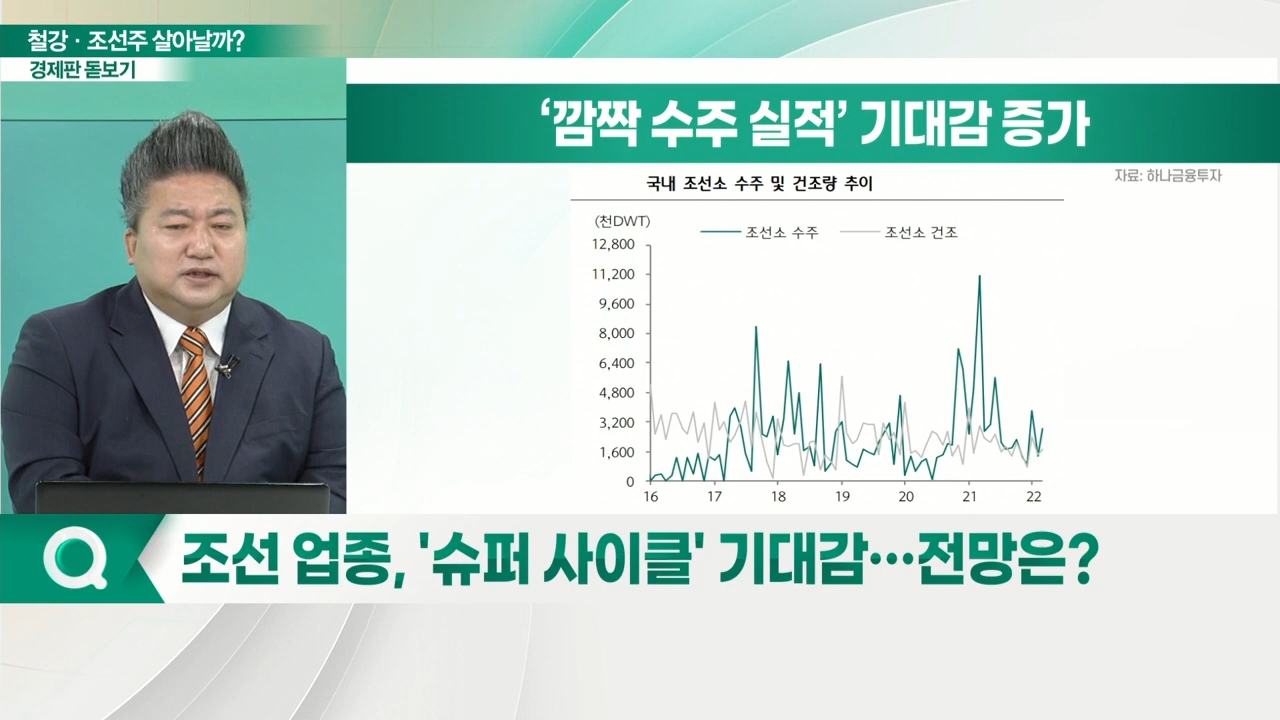 철강 · 조선주 살아날까?
경제판 돋보기
‘깜짝 수주 실적’ 기대감 증가
국내 조선소 수주 및 건조량 추이
자료: 하나금융투자
(천DWT)
조선소 수주 조선소 건조
12,800
11,200
9,600
8,000
6,400
4,800
3,200
1,600
0
16 17 18 19 20 21 22
조선 업종, '슈퍼 사이클' 기대감…전망은?